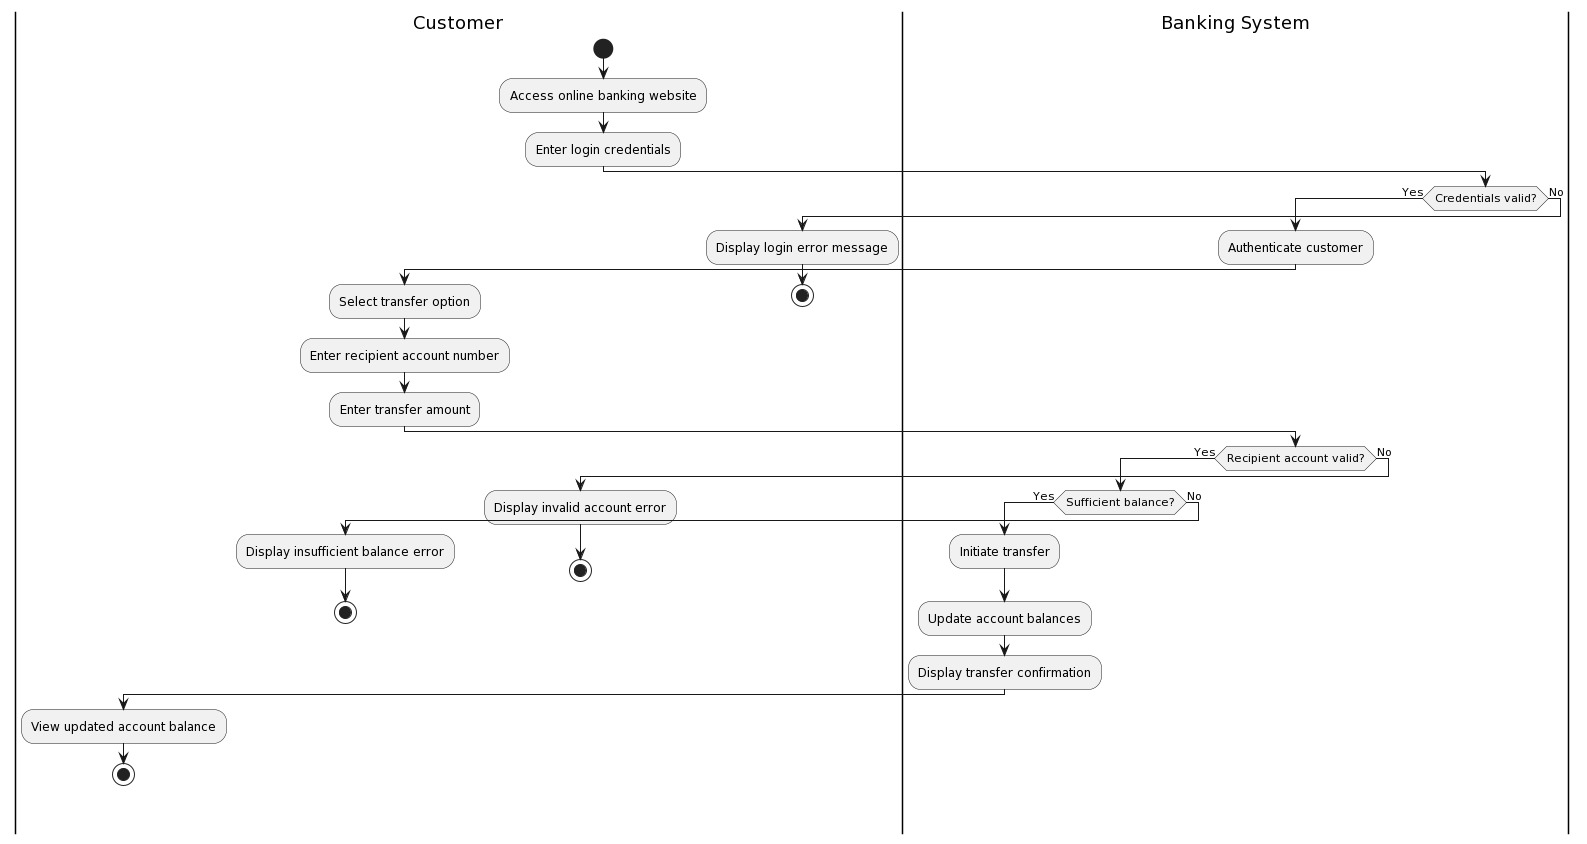 Customer
Banking System
Access online banking website
Enter login credentials
Yes
Credentials valid?
No
Display login error message
Authenticate customer
Select transfer option
Enter recipient account number
Enter transfer amount
Yes
Recipient account valid?
No
Display invalid account error
Yes
Sufficient balance?
No
Display insufficient balance error
Initiate transfer
Update account balances
Display transfer confirmation
View updated account balance